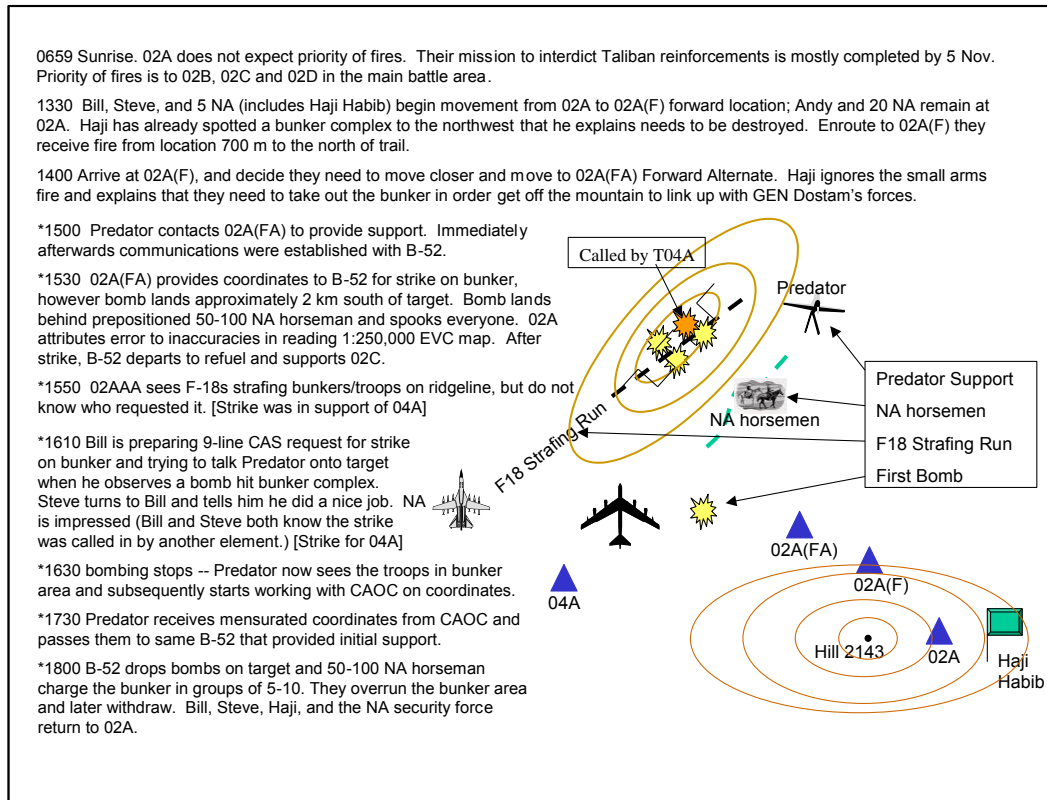 0659 Sunrise. 02A does not expect priority of fires.  Their mission to interdict Taliban reinforcements is mostly completed by 5 Nov.
Priority of fires is to 02B, 02C and 02D in the main battle area.
1330  Bill, Steve, and 5 NA (includes Haji Habib) begin movement from 02A to 02A(F) forward location; Andy and 20 NA remain at
02A.  Haji has already spotted a bunker complex to the northwest that he explains needs to be destroyed.  Enroute to 02A(F) they
receive fire from location 700 m to the north of trail.
1400  Arrive at 02A(F), and decide they need to move closer and move to 02A(FA) Forward Alternate.  Haji ignores the small arms
fire and explains that they need to take out the bunker in order get off the mountain to link up with GEN Dostam's forces.
*1500  Predator contacts 02A(FA) to provide support.  Immediately
afterwards communications were established with B-52.
*1530  02A(FA) provides coordinates to B-52 for strike on bunker,
however bomb lands approximately 2 km south of target.  Bomb lands
behind prepositioned 50-100 NA horseman and spooks everyone.  02A
attributes error to inaccuracies in reading 1:250,000 EVC map.  After
strike, B-52 departs to refuel and supports 02C.
*1550  02AAA sees F-18s strafing bunkers/troops on ridgeline, but do not
know who requested it. [Strike was in support of 04A]
*1610 Bill is preparing 9-line CAS request for strike
on bunker and trying to talk Predator onto target
when he observes a bomb hit bunker complex.
Steve turns to Bill and tells him he did a nice job.  NA
is impressed (Bill and Steve both know the strike
was called in by another element.) [Strike for 04A]
*1630 bombing stops -- Predator now sees the troops in bunker
area and subsequently starts working with CAOC on coordinates.
*1730 Predator receives mensurated coordinates from CAOC and
passes them to same B-52 that provided initial support.
*1800 B-52 drops bombs on target and 50-100 NA horseman
charge the bunker in groups of 5-10. They overrun the bunker area
and later withdraw.  Bill, Steve, Haji, and the NA security force
return to 02A.
Called by T04A
Predator
NA horsemen
F18 Strafing Run
Predator Support
NA horsemen
F18 Strafing Run
First Bomb
02A(FA)
02A(F)
04A
Hill 2143
02A
Haji
Habib